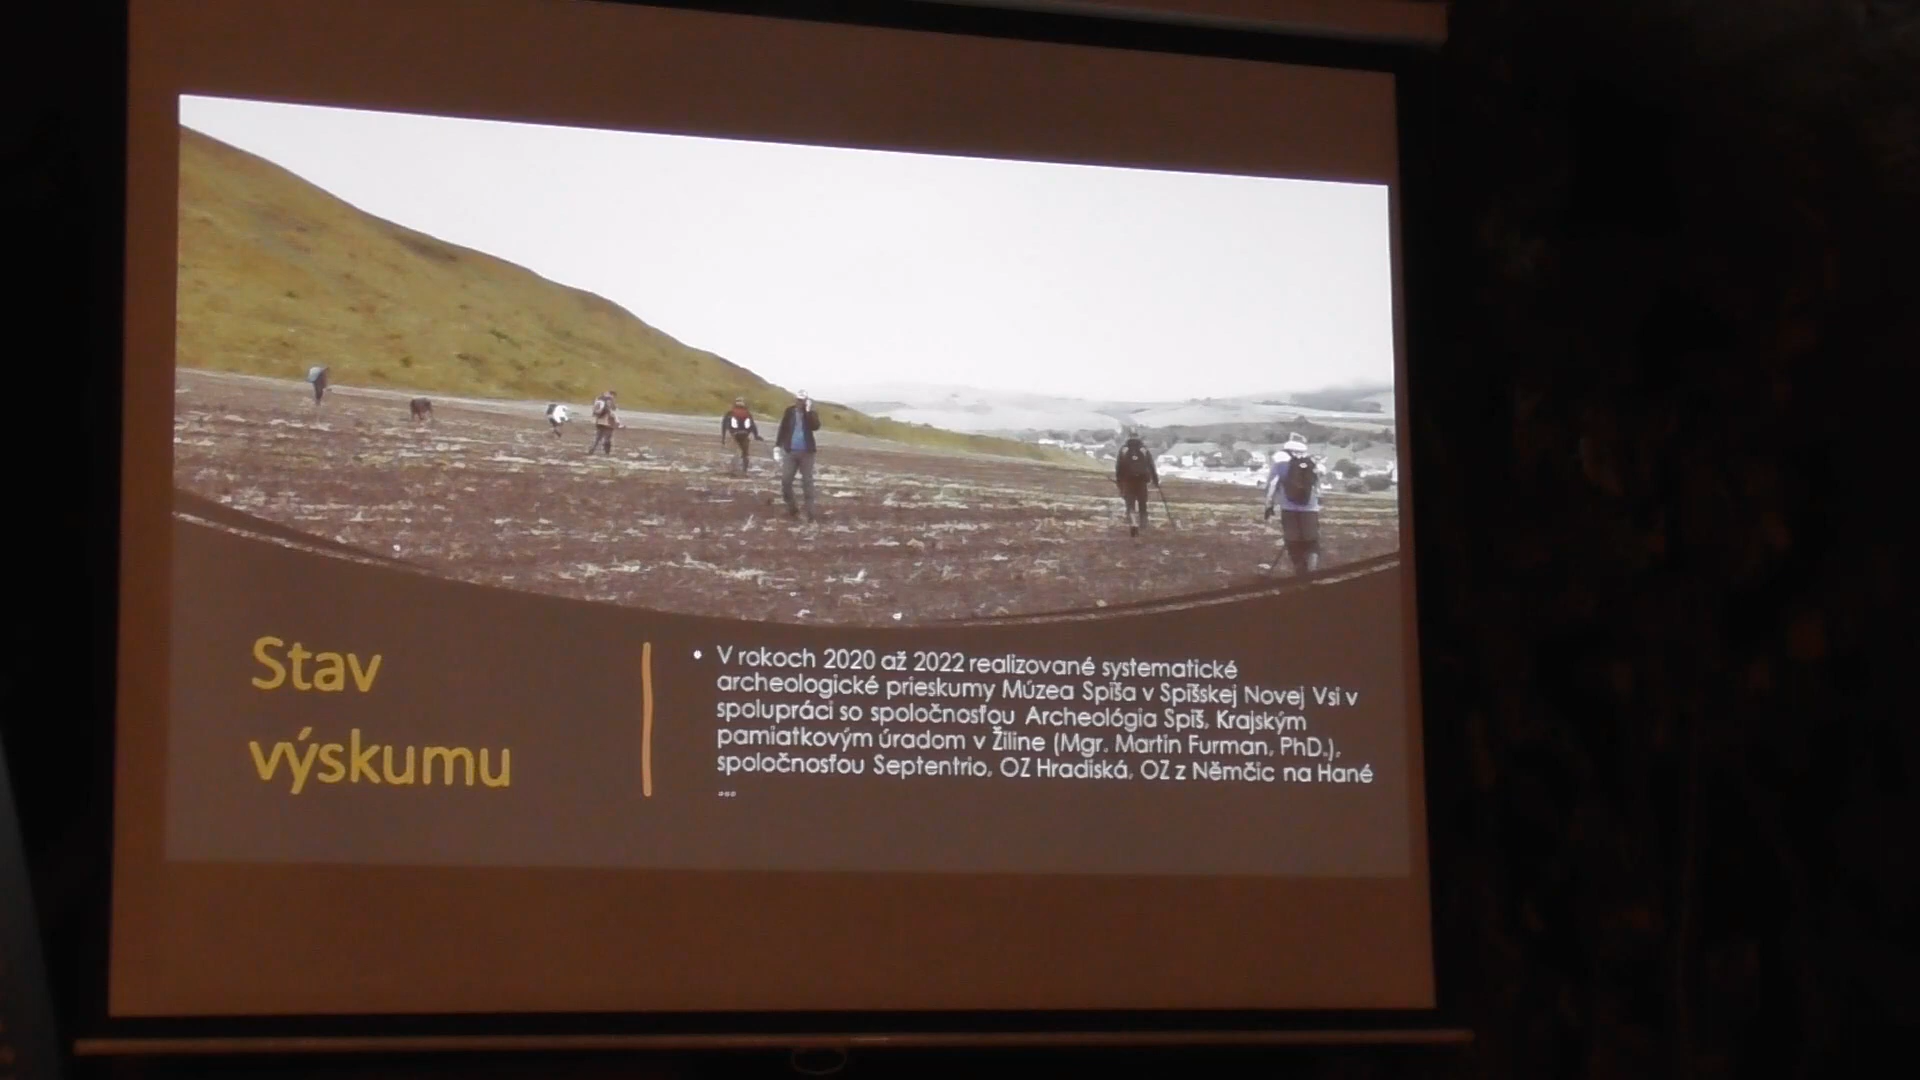 Stav
výskumu
• V rokoch 2020 až 2022 realizované systematické
archeologické prieskumy Múzea Spiša v Spišskej Novej Vsi v
spolupráci so spoločnosťou Archeológia Spiš, Krajským
pamiatkovým úradom v Žiline (Mgr. Martin Furman, PhD.),
spoločnosťou Septentrio, OZ Hradiská, OZ z Němčic na Hané
...